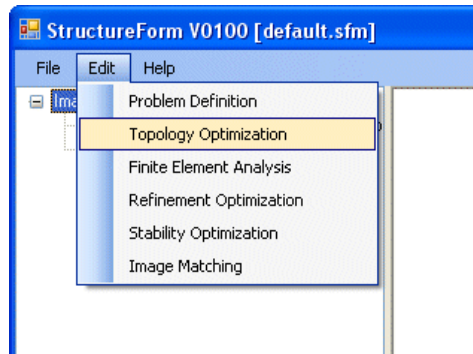 StructureForm V0100 [default.sfm]
File Edit Help
Problem Definition
Topology Optimization
Finite Element Analysis
Refinement Optimization
Stability Optimization
Image Matching